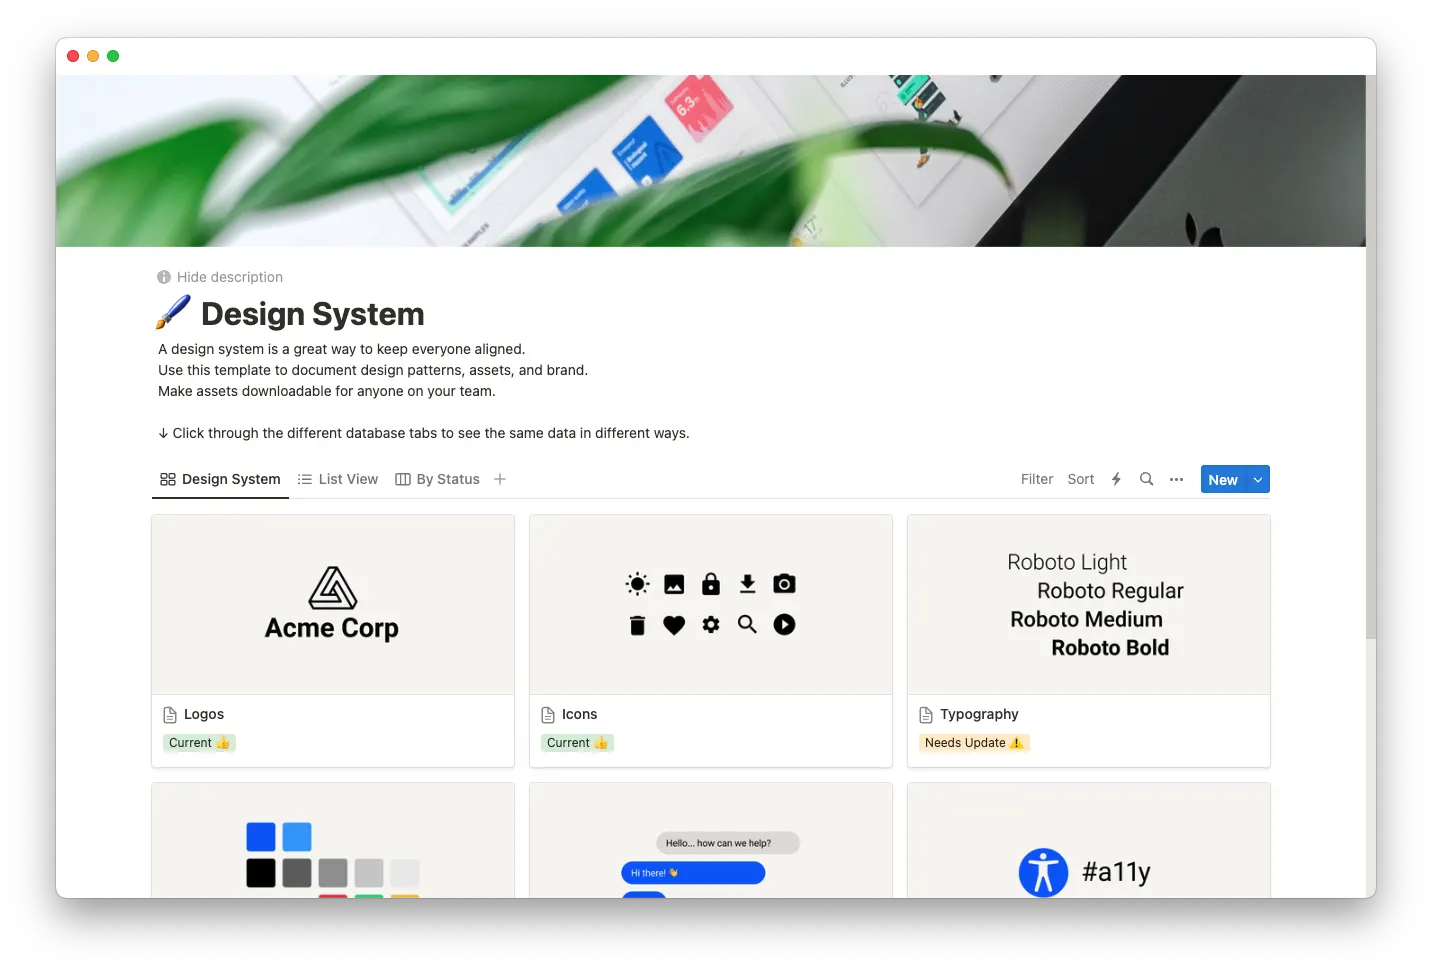 6.3
Hide description
Design System
A design system is a great way to keep everyone aligned.
Use this template to document design patterns, assets, and brand.
Make assets downloadable for anyone on your team.
↓ Click through the different database tabs to see the same data in different ways.
Design System
List View
By Status
Filter
Sort
New
Acme Corp
Roboto Light
Roboto Regular
Roboto Medium
Roboto Bold
Logos
Current 👍
Icons
Current 👍
Typography
Needs Update ⚠️
Hello... how can we help?
Hi there! 👋
#a11y